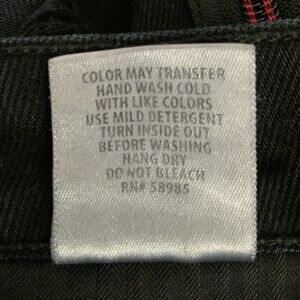 COLOR MAY TRANSFER
HAND WASH COLD
WITH LIKE COLORS
USE MILD DETERGENT
TURN INSIDE OUT
BEFORE WASHING
HANG DRY
DO NOT BLEACH
RN# 58985